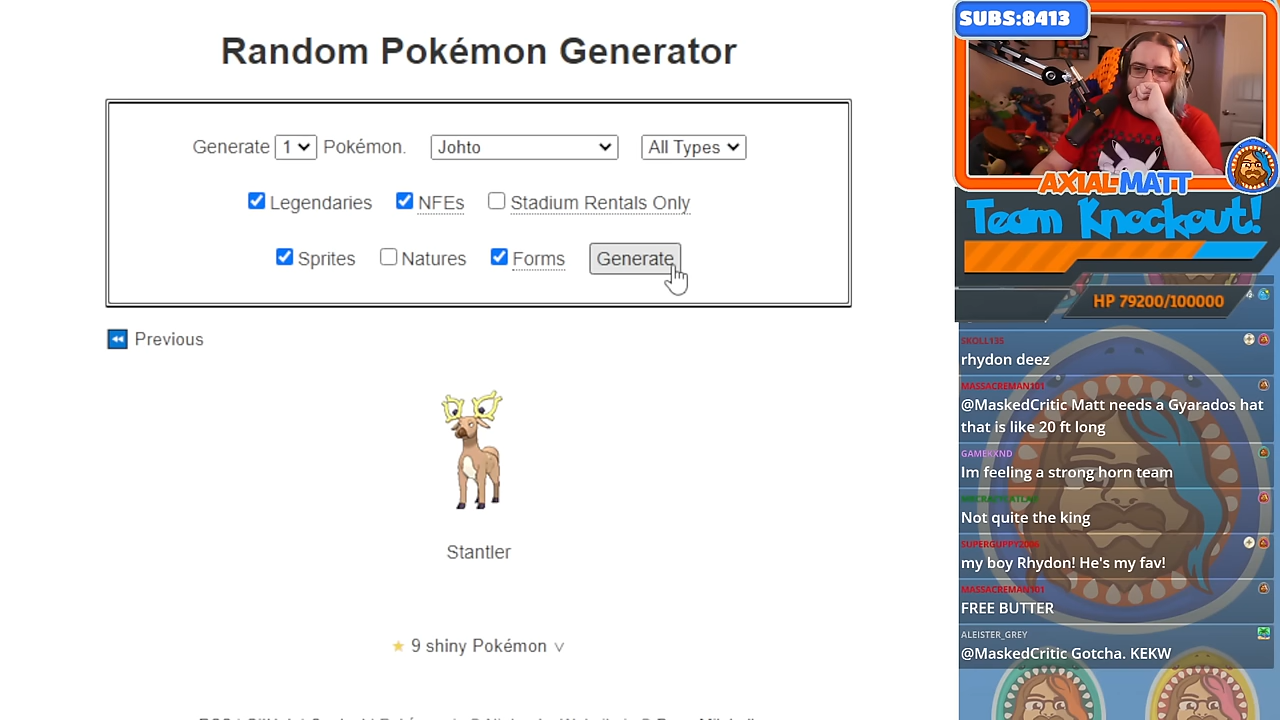 Random Pokémon Generator
Generate 1 Pokémon. Johto All Types
Legendaries NFEs Stadium Rentals Only
Sprites Natures Forms Generate
Previous
Stantler
9 shiny Pokémon
SUBS:8413
AXIALMATT
Team Knockout!
HP 79200/100000
SKOLL135
rhydon deez
MASSACREMAN101
@MaskedCritic Matt needs a Gyarados hat
that is like 20 ft long
GAMEKXND
Im feeling a strong horn team
Not quite the king
SUPERGUPPY2006
my boy Rhydon! He's my fav!
MASSACREMAN101
FREE BUTTER
ALEISTER_GREY
@MaskedCritic Gotcha. KEKW